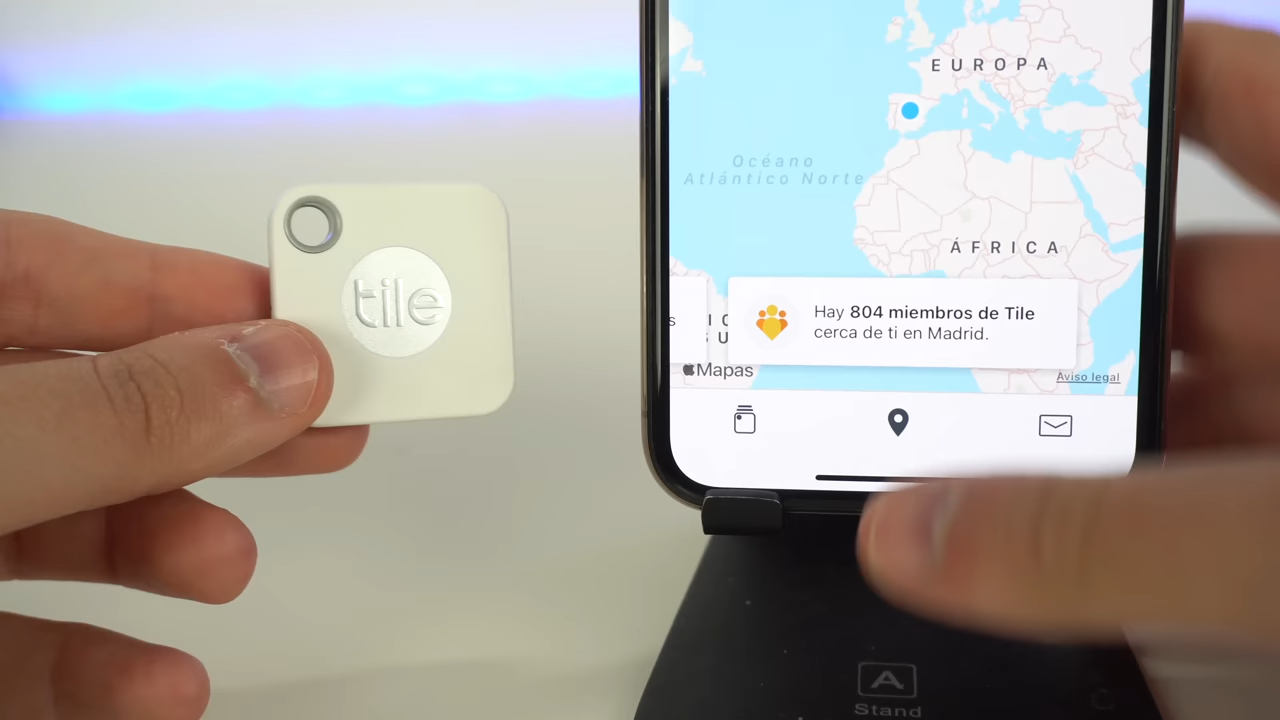 tile
EUROPA
Océano
Atlántico Norte
ÁFRICA
Hay 804 miembros de Tile
cerca de ti en Madrid.
Mapas
Aviso legal
A
Stand